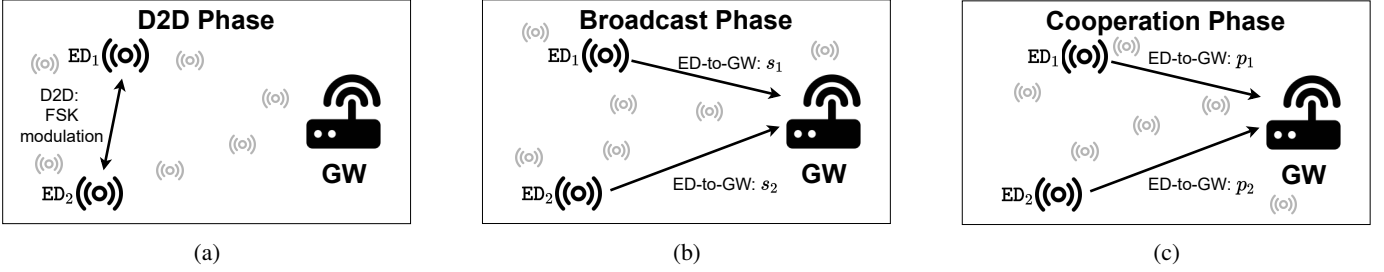 D2D Phase
ED1
D2D:
FSK
modulation
ED2
GW
(a)
Broadcast Phase
ED1
ED-to-GW: s1
ED-to-GW: s2
ED2
GW
(b)
Cooperation Phase
ED1
ED-to-GW: p1
ED-to-GW: p2
ED2
GW
(c)